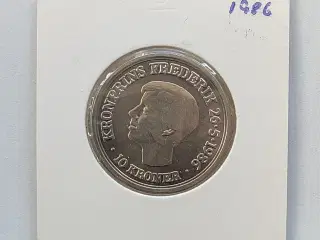 1986
KRONPRINS FREDERIK 26·5·1986
· 10 KRONER ·